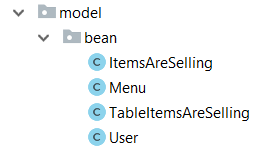 model
bean
C ItemsAreSelling
C Menu
C TableItemsAreSelling
C User